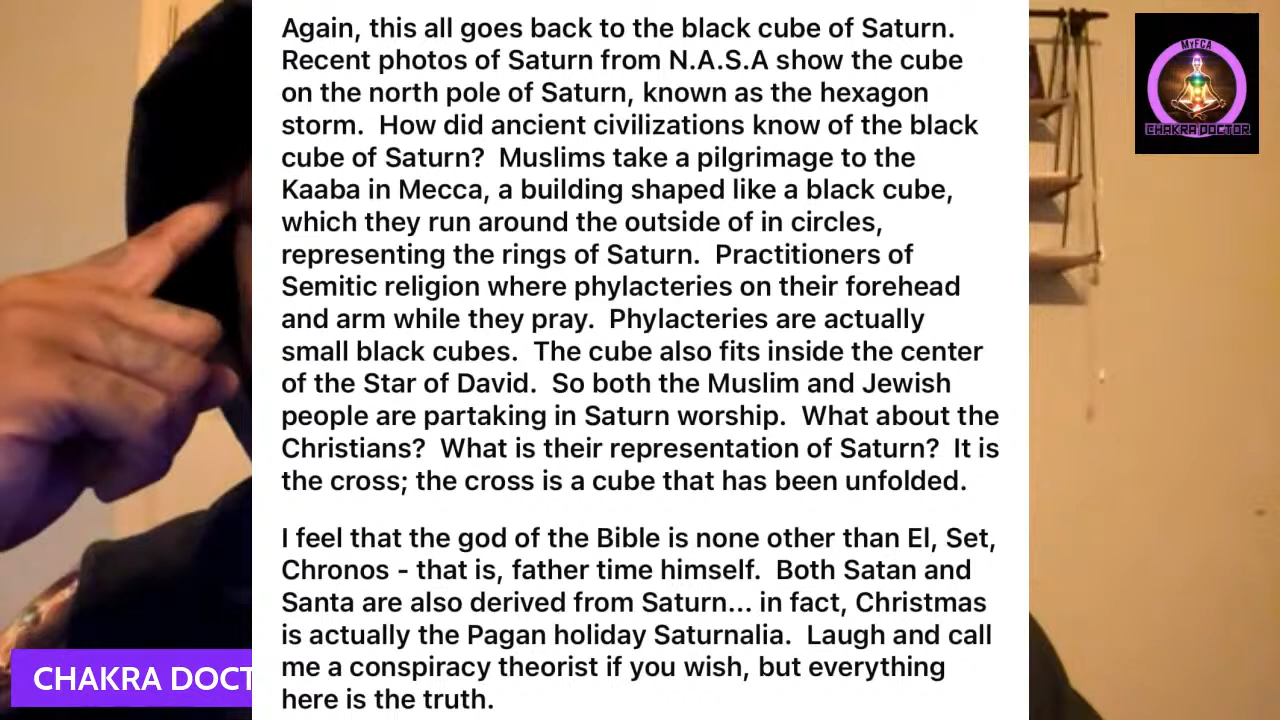 Again, this all goes back to the black cube of Saturn.
Recent photos of Saturn from N.A.S.A show the cube
on the north pole of Saturn, known as the hexagon
storm.  How did ancient civilizations know of the black
cube of Saturn?  Muslims take a pilgrimage to the
Kaaba in Mecca, a building shaped like a black cube,
which they run around the outside of in circles,
representing the rings of Saturn.  Practitioners of
Semitic religion where phylacteries on their forehead
and arm while they pray.  Phylacteries are actually
small black cubes.  The cube also fits inside the center
of the Star of David.  So both the Muslim and Jewish
people are partaking in Saturn worship.  What about the
Christians?  What is their representation of Saturn?  It is
the cross; the cross is a cube that has been unfolded.
I feel that the god of the Bible is none other than El, Set,
Chronos - that is, father time himself.  Both Satan and
Santa are also derived from Saturn... in fact, Christmas
is actually the Pagan holiday Saturnalia.  Laugh and call
me a conspiracy theorist if you wish, but everything
here is the truth.
MYFCA
CHAKRA DOCTOR
CHAKRA DOCT